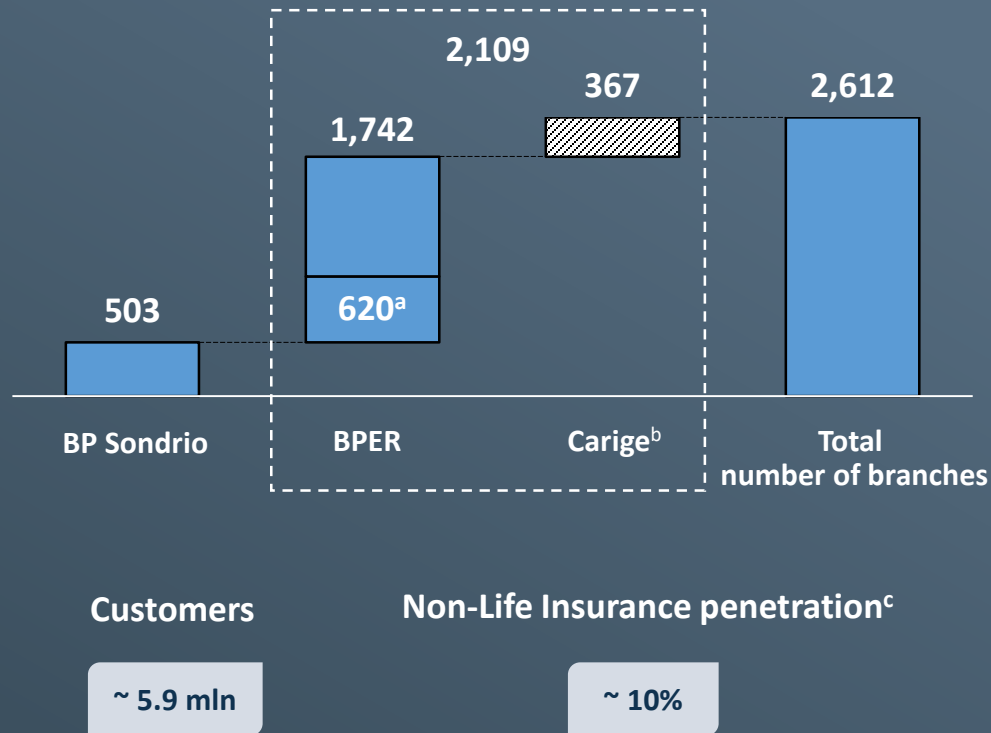 2,109
367
2,612
1,742
503
620ᵃ
BP Sondrio
BPER
Carigeᵇ
Total
number of branches
Customers
Non-Life Insurance penetrationᶜ
~ 5.9 mln
~ 10%